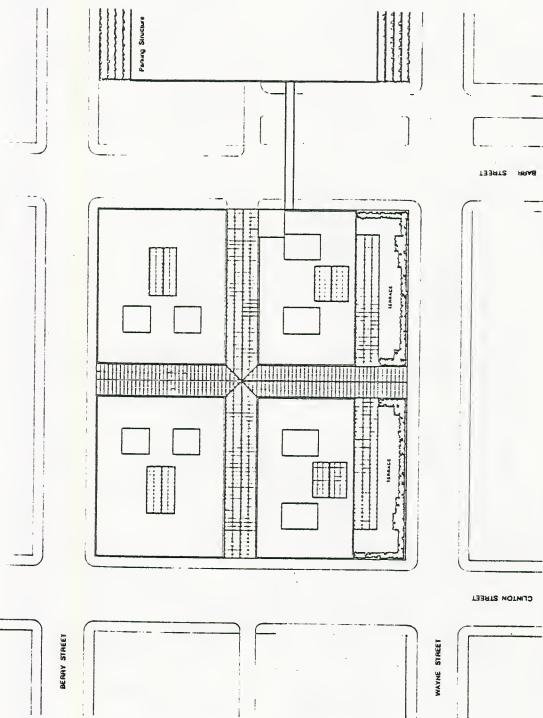 Parking Structure
BARR STREET
TERRACE
TERRACE
CLINTON STREET
BERRY STREET
WAYNE STREET